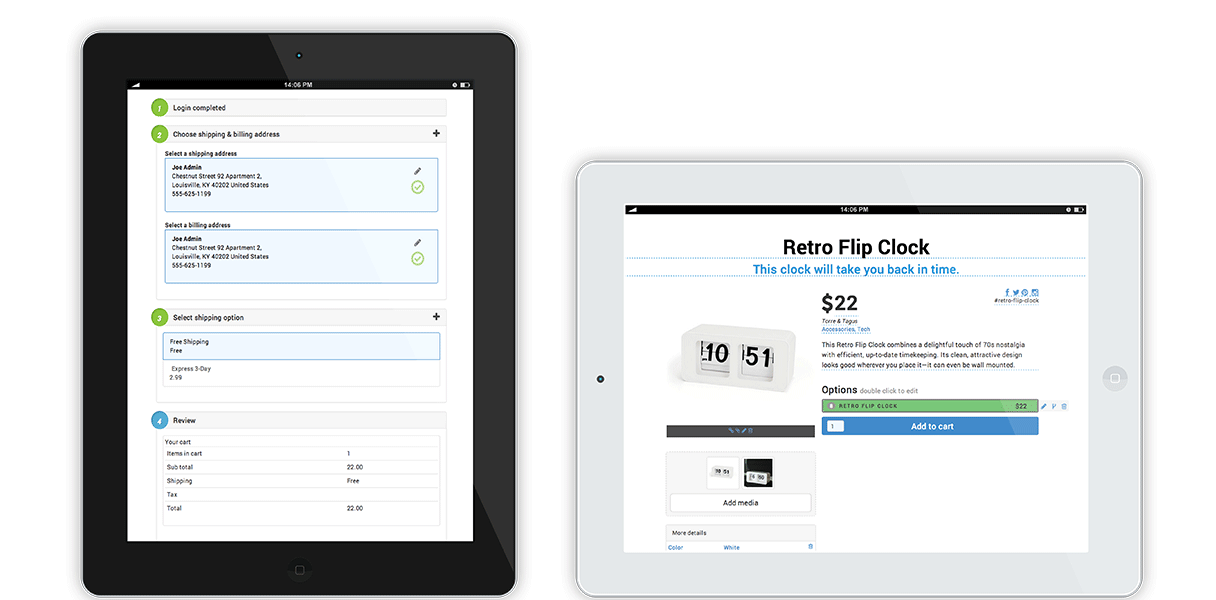 14:06 PM
1 Login completed
2 Choose shipping & billing address
Select a shipping address
Joe Admin
Chestnut Street 92 Apartment 2,
Louisville, KY 40202 United States
555-625-1199
Select a billing address
Joe Admin
Chestnut Street 92 Apartment 2,
Louisville, KY 40202 United States
555-625-1199
3 Select shipping option
Free Shipping
Free
Express 3-Day
2.99
4 Review
Your cart
Items in cart 1
Sub total 22.00
Shipping Free
Tax
Total 22.00
14:06 PM
Retro Flip Clock
This clock will take you back in time.
10 51
$22
#retro-flip-clock
Torre & Tagus
Accessories, Tech
This Retro Flip Clock combines a delightful touch of 70s nostalgia
with efficient, up-to-date timekeeping. Its clean, attractive design
looks good wherever you place it—it can even be wall mounted.
Options double click to edit
RETRO FLIP CLOCK $22
1 Add to cart
10 51
Add media
More details
Color White